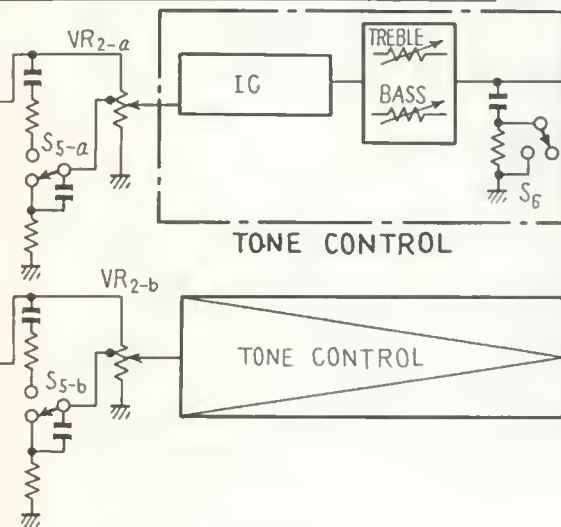 VR2-a
TREBLE
IC
BASS
S5-a
S6
TONE CONTROL
VR2-b
TONE CONTROL
S5-b